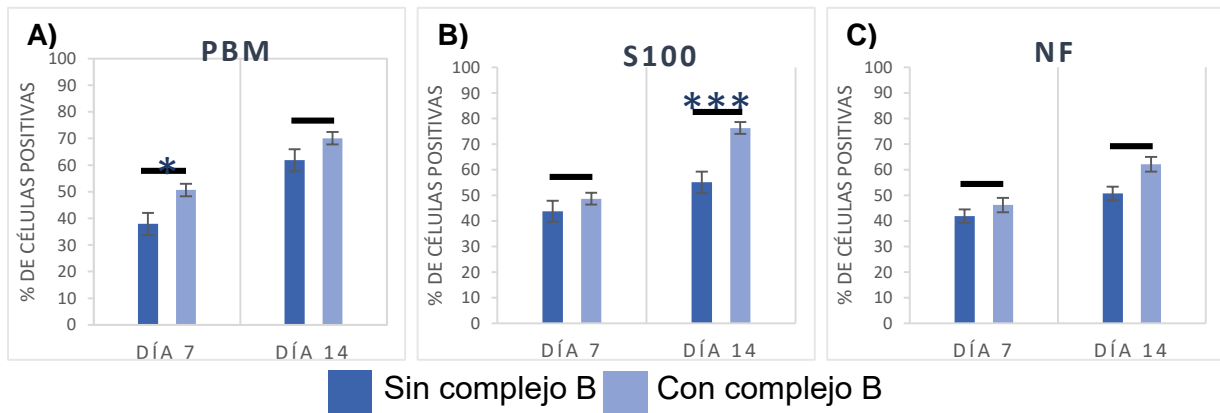 A)
PBM
% DE CÉLULAS POSITIVAS
100
90
80
70
60
50
40
30
20
10
0
*
DÍA 7
DÍA 14
B)
S100
% DE CÉLULAS POSITIVAS
100
90
80
70
60
50
40
30
20
10
0
***
DÍA 7
DÍA 14
C)
NF
% DE CÉLULAS POSITIVAS
100
90
80
70
60
50
40
30
20
10
0
DÍA 7
DÍA 14
Sin complejo B
Con complejo B